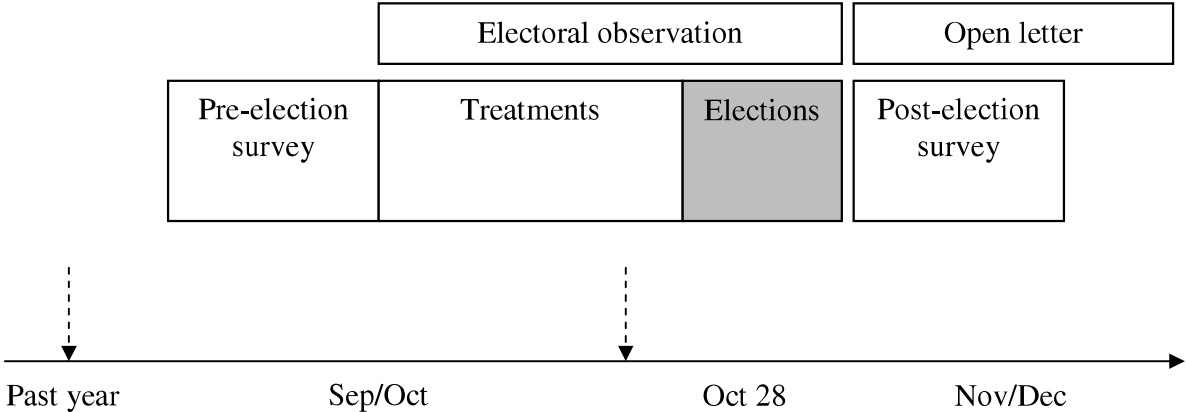 Electoral observation
Open letter
Pre-election
survey
Treatments
Elections
Post-election
survey
Past year
Sep/Oct
Oct 28
Nov/Dec